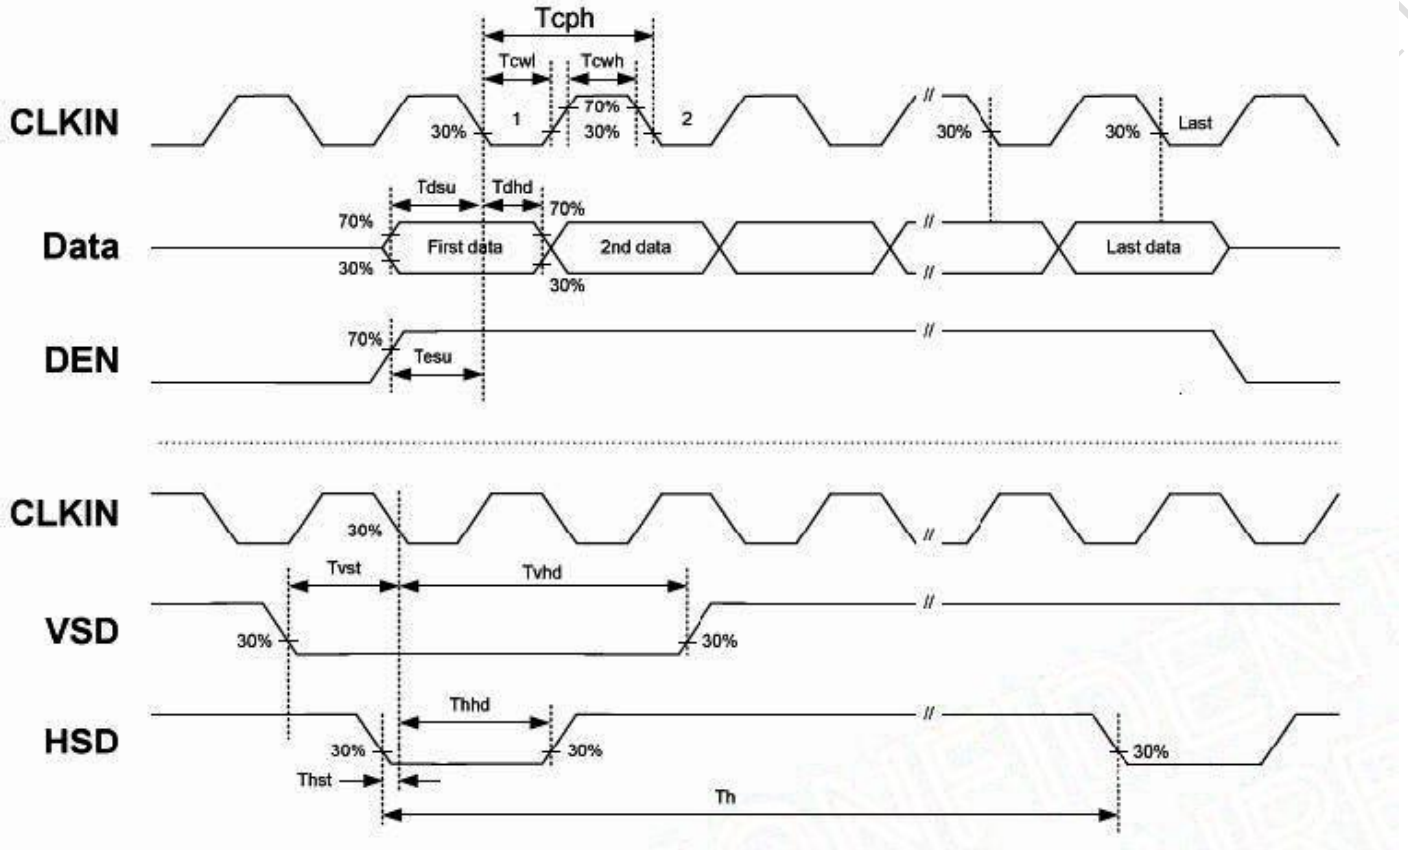 Tcph
Tcwl Tcwh
CLKIN 30% 1 70% 30% 2 // 30% 30% Last
Tdsu Tdhd
70% 70%
Data First data 2nd data // // Last data
30% 30%
DEN 70% //
Tesu
CLKIN 30% //
Tvst Tvhd
VSD 30% 30% //
Thhd
HSD 30% 30% // 30%
Thst
Th